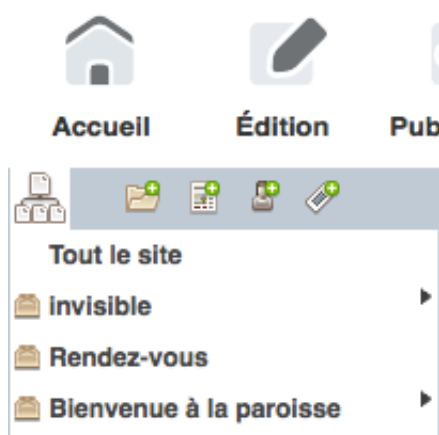 Accueil Édition Pub
Tout le site
invisible
Rendez-vous
Bienvenue à la paroisse